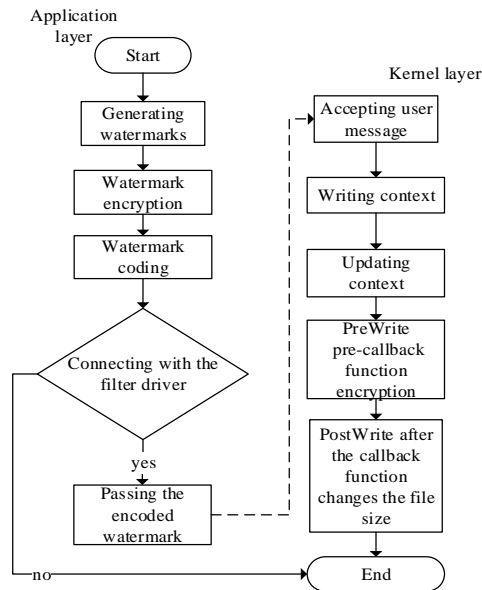 Application
layer
Start
Generating
watermarks
Watermark
encryption
Watermark
coding
Connecting with the
filter driver
yes
Passing the
encoded
watermark
no
Kernel layer
Accepting user
message
Writing context
Updating
context
PreWrite
pre-callback
function
encryption
PostWrite after
the callback
function
changes the file
size
End